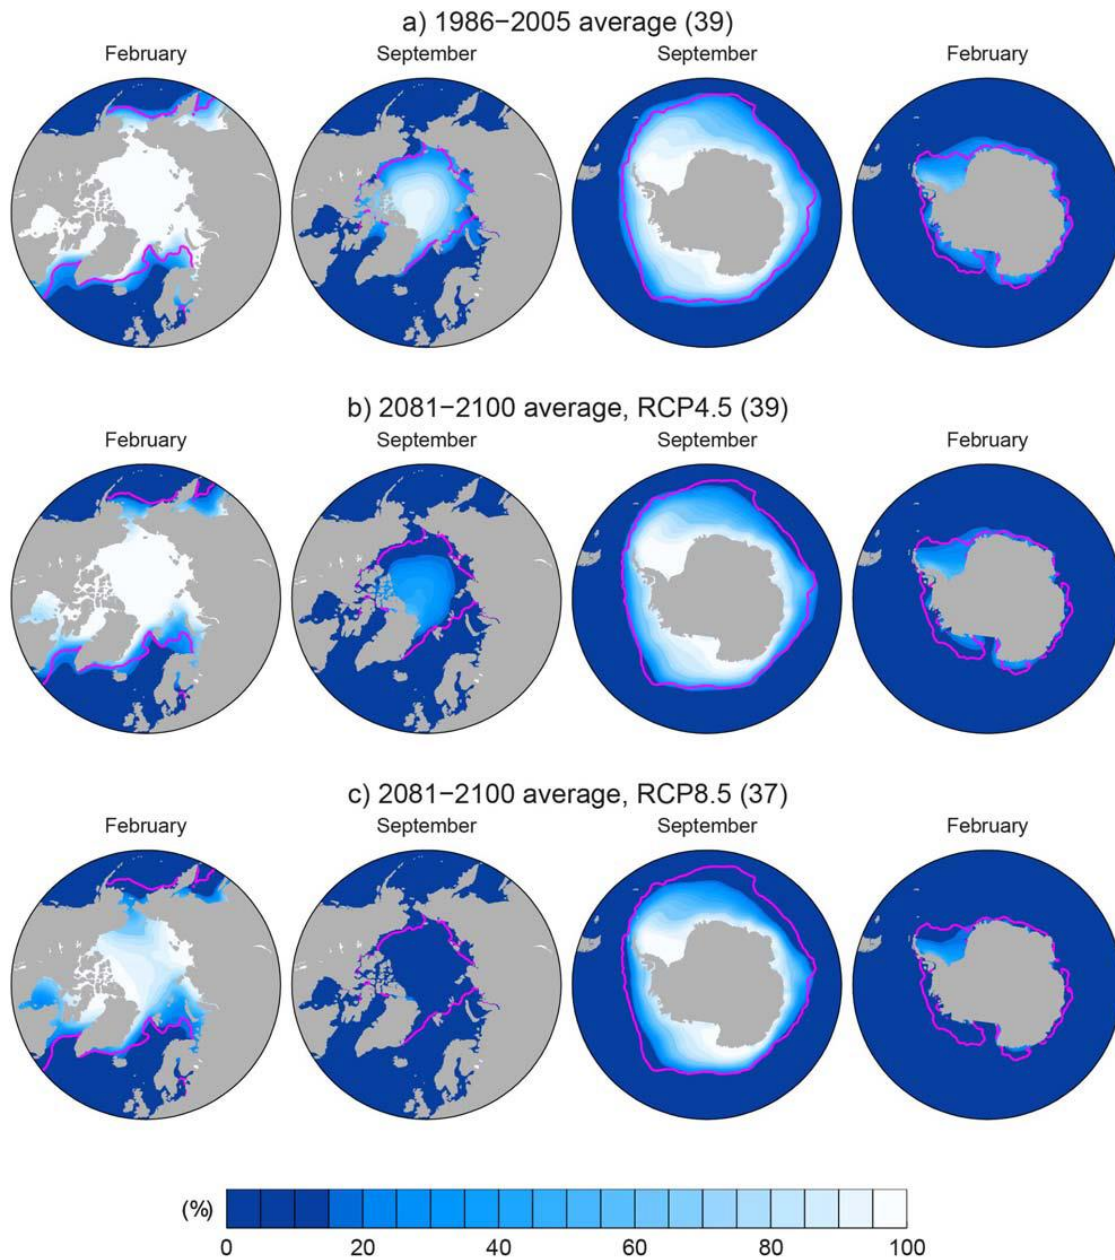 a) 1986−2005 average (39)
February
September
September
February
b) 2081−2100 average, RCP4.5 (39)
February
September
September
February
c) 2081−2100 average, RCP8.5 (37)
February
September
September
February
(%)
0 20 40 60 80 100